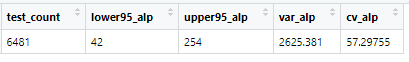 test_count lower95_alp upper95_alp var_alp cv_alp
6481 42 254 2625.381 57.29755